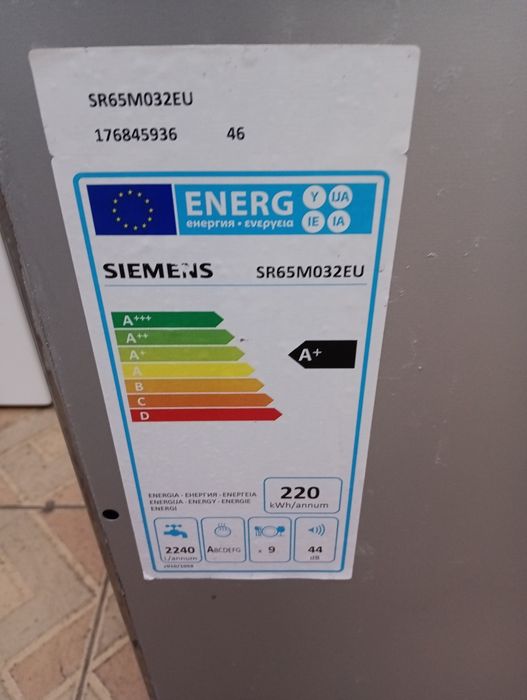 SR65M032EU
176845936 46
ENERG Y IJA
енергия · ενεργεια IE IA
SIEMENS SR65M032EU
A+++
A++
A+
A+
A
B
C
D
ENERGIA · ЕНЕРГИЯ · ΕΝΕΡΓΕΙΑ
ENERGIJA · ENERGY · ENERGIE
ENERGI
220
kWh/annum
2240
L/annum
ABCDEFG
x 9
44
dB
2010/1059